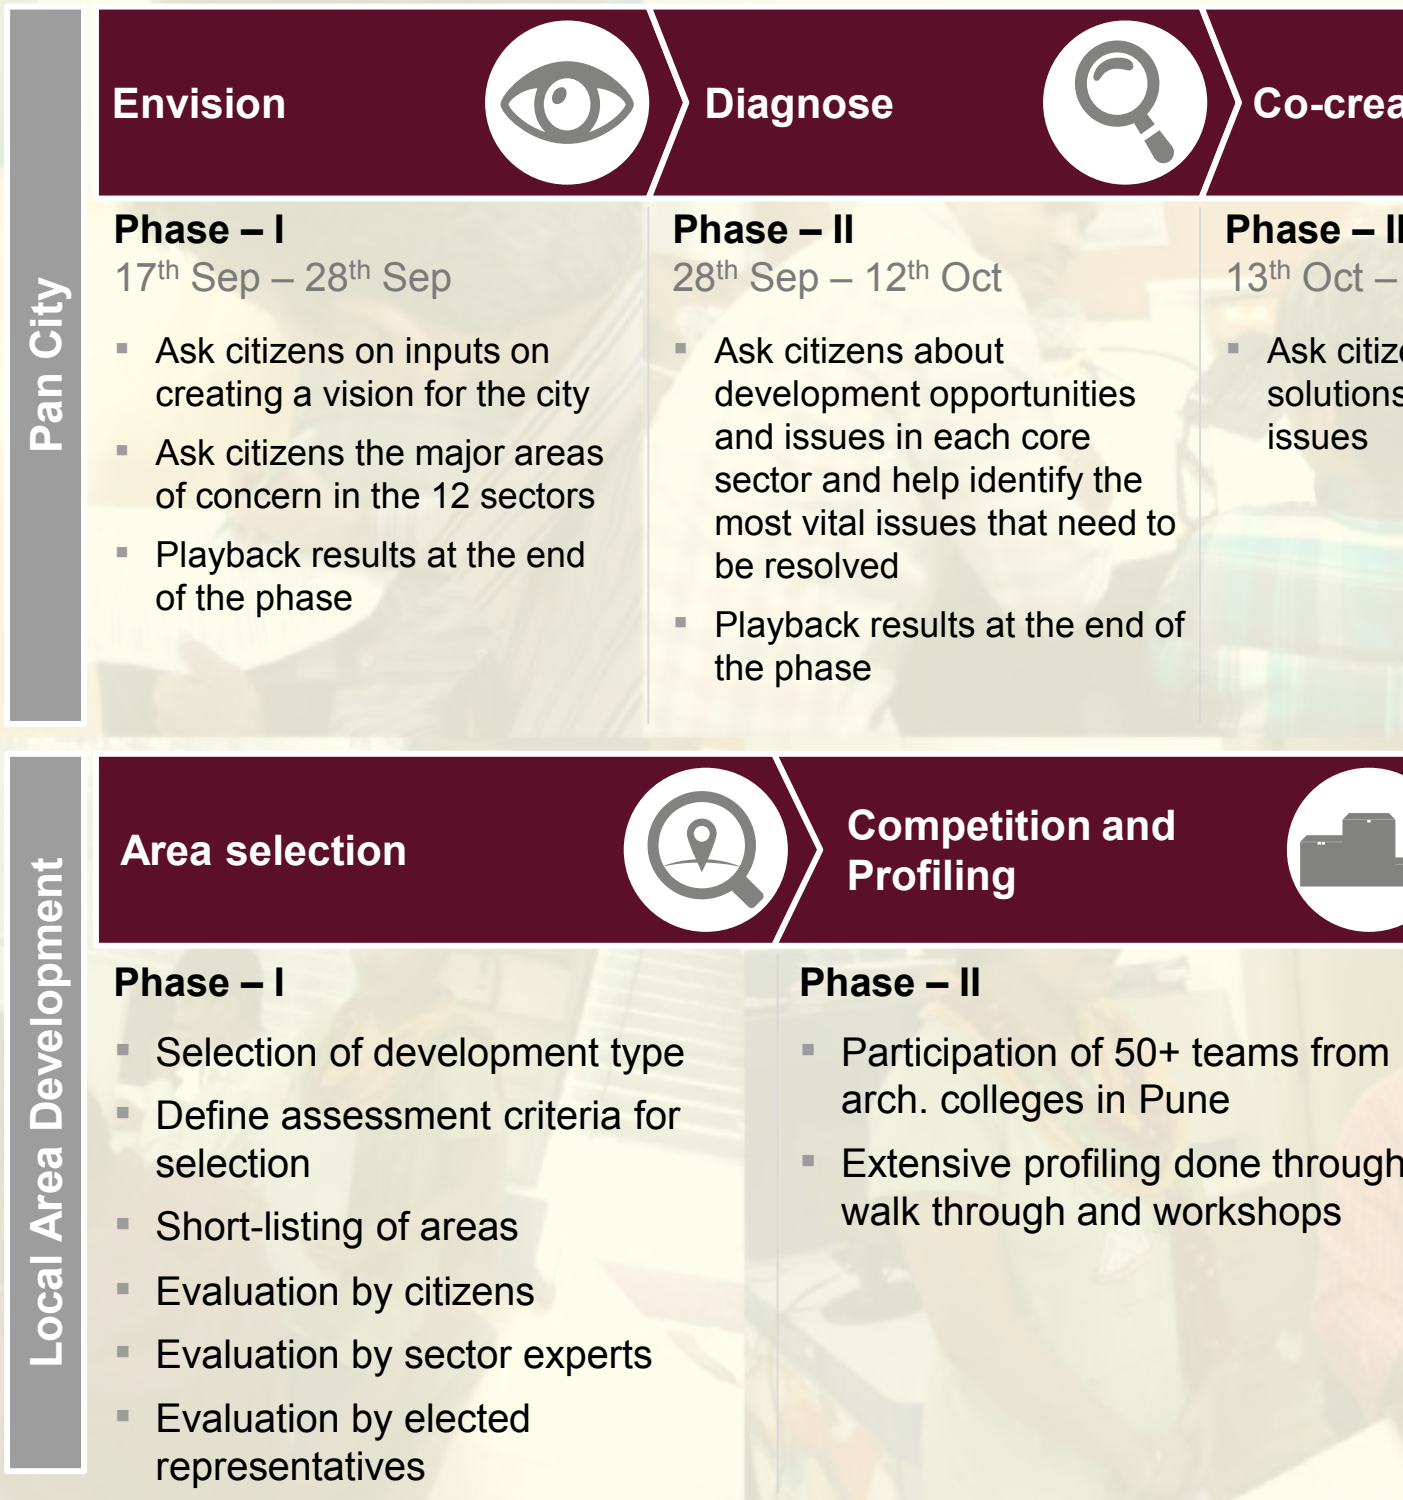 Pan City
Envision
Diagnose
Phase – I
17th Sep – 28th Sep
▪ Ask citizens on inputs on
creating a vision for the city
▪ Ask citizens the major areas
of concern in the 12 sectors
▪ Playback results at the end
of the phase
Phase – II
28th Sep – 12th Oct
▪ Ask citizens about
development opportunities
and issues in each core
sector and help identify the
most vital issues that need to
be resolved
▪ Playback results at the end of
the phase
Phase –
13th Oct –
▪ Ask
solutions
issues
Local Area Development
Area selection
Competition and
Profiling
Phase – I
▪ Selection of development type
▪ Define assessment criteria for
selection
▪ Short-listing of areas
▪ Evaluation by citizens
▪ Evaluation by sector experts
▪ Evaluation by elected
representatives
Phase – II
▪ Participation of 50+ teams from
arch. colleges in Pune
▪ Extensive profiling done through
walk through and workshops